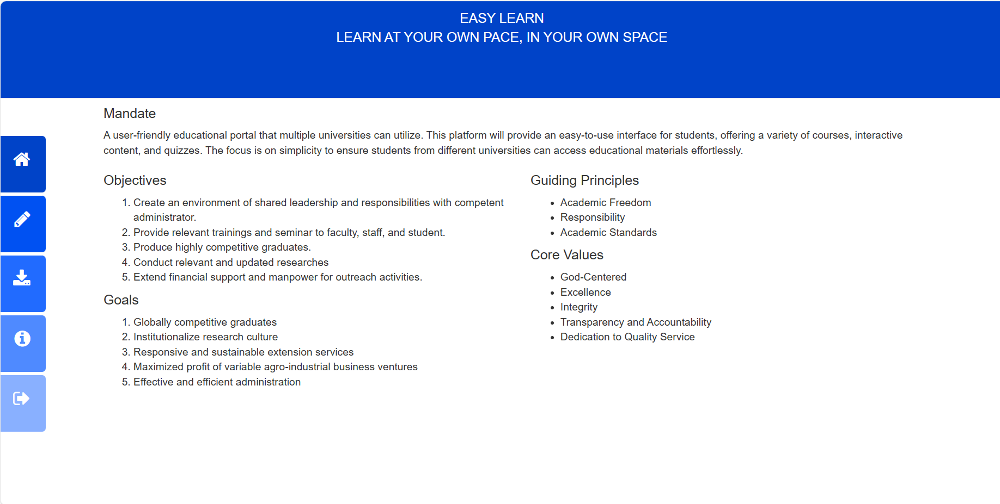 EASY LEARN
LEARN AT YOUR OWN PACE, IN YOUR OWN SPACE
Mandate
A user-friendly educational portal that multiple universities can utilize. This platform will provide an easy-to-use interface for students, offering a variety of courses, interactive
content, and quizzes. The focus is on simplicity to ensure students from different universities can access educational materials effortlessly.
Objectives
1. Create an environment of shared leadership and responsibilities with competent
administrator.
2. Provide relevant trainings and seminar to faculty, staff, and student.
3. Produce highly competitive graduates.
4. Conduct relevant and updated researches
5. Extend financial support and manpower for outreach activities.
Goals
1. Globally competitive graduates
2. Institutionalize research culture
3. Responsive and sustainable extension services
4. Maximized profit of variable agro-industrial business ventures
5. Effective and efficient administration
Guiding Principles
• Academic Freedom
• Responsibility
• Academic Standards
Core Values
• God-Centered
• Excellence
• Integrity
• Transparency and Accountability
• Dedication to Quality Service